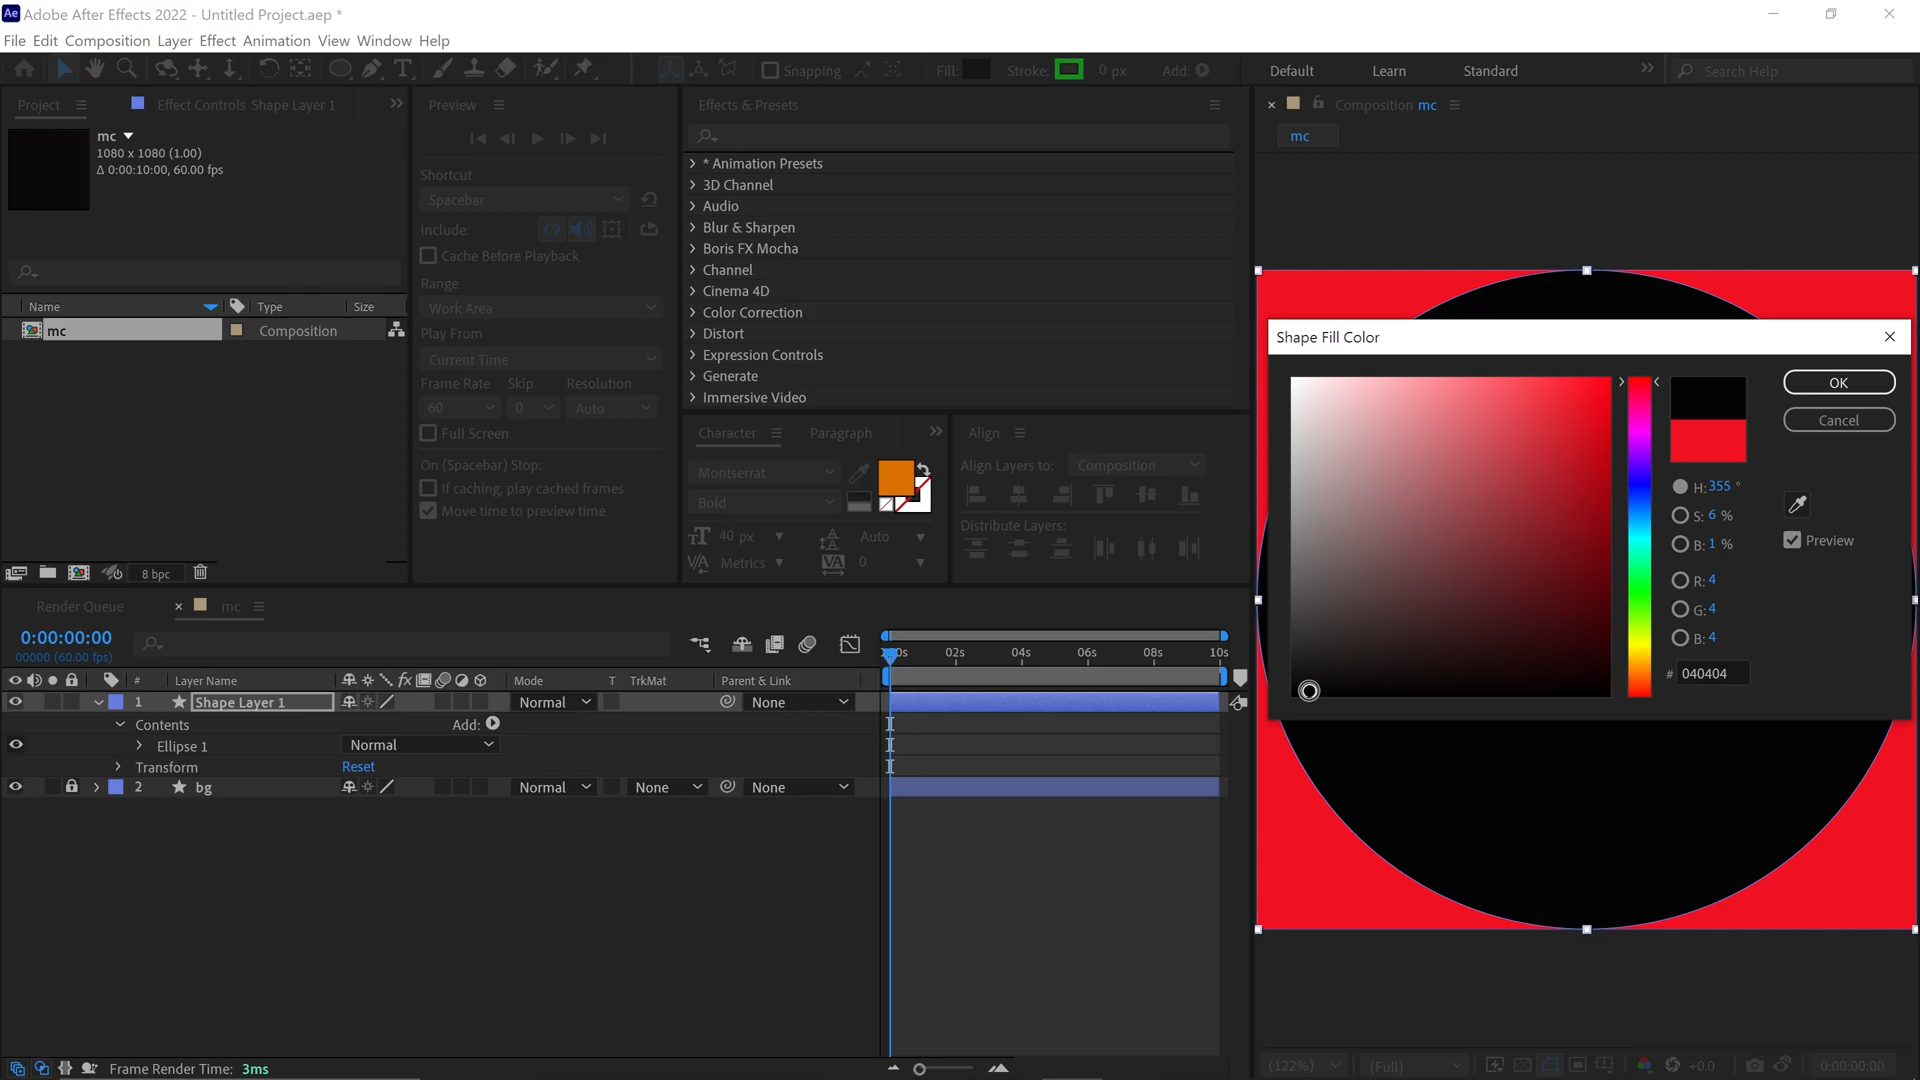 Ae Adobe After Effects 2022 - Untitled Project.aep *
File Edit Composition Layer Effect Animation View Window Help
Snapping Fill: Stroke: 0 px Add: Default Learn Standard Search Help
Project Effect Controls Shape Layer 1
mc
1080 x 1080 (1.00)
Δ 0:00:10:00, 60.00 fps
Name Type Size
mc Composition
8 bpc
Preview
Shortcut
Spacebar
Include:
Cache Before Playback
Range
Work Area
Play From
Current Time
Frame Rate Skip Resolution
60 0 Auto
Full Screen
On (Spacebar) Stop:
If caching, play cached frames
Move time to preview time
Effects & Presets
* Animation Presets
3D Channel
Audio
Blur & Sharpen
Boris FX Mocha
Channel
Cinema 4D
Color Correction
Distort
Expression Controls
Generate
Immersive Video
Character Paragraph
Montserrat
Bold
40 px Auto
Metrics 0
Align
Align Layers to: Composition
Distribute Layers:
Composition mc
mc
Shape Fill Color
OK
Cancel
H: 355 °
S: 6 %
B: 1 %
Preview
R: 4
G: 4
B: 4
# 040404
Render Queue mc
0:00:00:00
00000 (60.00 fps)
02s 04s 06s 08s 10s
# Layer Name fx Mode T TrkMat Parent & Link
1 Shape Layer 1 Normal None
Contents Add:
Ellipse 1 Normal
Transform Reset
2 bg Normal None None
Frame Render Time: 3ms
(122%) (Full) +0.0 0:00:00:00